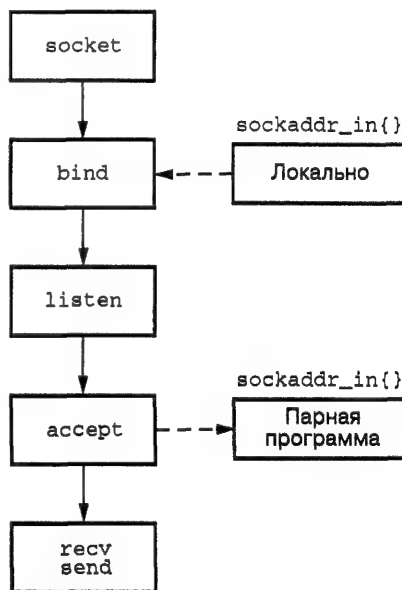 socket
sockaddr_in{}
bind
Локально
listen
sockaddr_in{}
accept
Парная
программа
recv
send